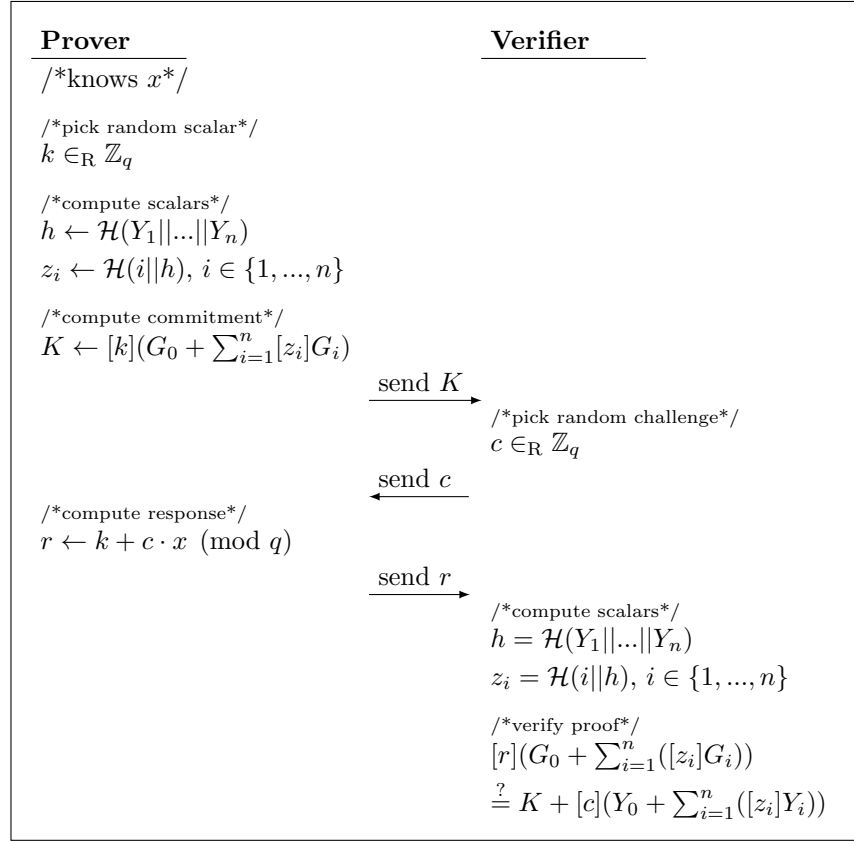 Prover
Verifier
/*knows x*/
/*pick random scalar*/
k ∈_R ℤ_q
/*compute scalars*/
h ← ℋ(Y_1||...||Y_n)
z_i ← ℋ(i||h), i ∈ {1, ..., n}
/*compute commitment*/
K ← [k](G_0 + ∑_{i=1}^n [z_i]G_i)
send K
/*pick random challenge*/
c ∈_R ℤ_q
send c
/*compute response*/
r ← k + c · x (mod q)
send r
/*compute scalars*/
h = ℋ(Y_1||...||Y_n)
z_i = ℋ(i||h), i ∈ {1, ..., n}
/*verify proof*/
[r](G_0 + ∑_{i=1}^n ([z_i]G_i))
≟ K + [c](Y_0 + ∑_{i=1}^n ([z_i]Y_i))